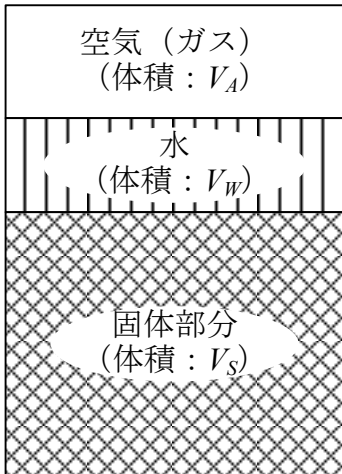 空気（ガス）
（体積：V_A）
水
（体積：V_W）
固体部分
（体積：V_S）